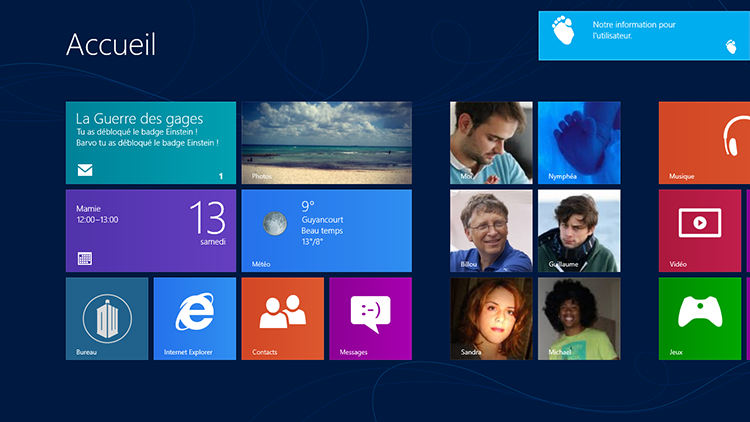 Accueil
Notre information pour
l'utilisateur.
La Guerre des gages
Tu as débloqué le badge Einstein !
Barvo tu as débloqué le badge Einstein !
1
Photos
Moi
Nymphéa
Musique
Mamie
12:00–13:00
13
samedi
9°
Guyancourt
Beau temps
13°/8°
Météo
Billou
Guillaume
Vidéo
Bureau
Internet Explorer
Contacts
:-)
Messages
Sandra
Michael
Jeux